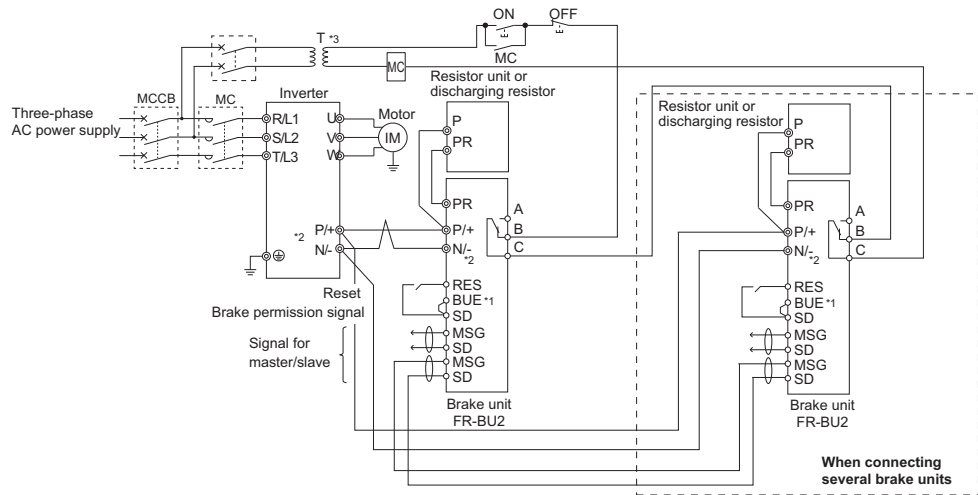 ON
OFF
T *3
MC
MC
Resistor unit or
discharging resistor
P
PR
Three-phase
AC power supply
MCCB
MC
Inverter
R/L1
S/L2
T/L3
U
V
W
Motor
IM
*2
P/+
N/-
PR
P/+
N/-
*2
A
B
C
RES
BUE *1
SD
MSG
SD
MSG
SD
Reset
Brake permission signal
Signal for
master/slave
Brake unit
FR-BU2
Resistor unit or
discharging resistor
P
PR
PR
P/+
N/-
*2
A
B
C
RES
BUE *1
SD
MSG
SD
MSG
SD
Brake unit
FR-BU2
When connecting
several brake units